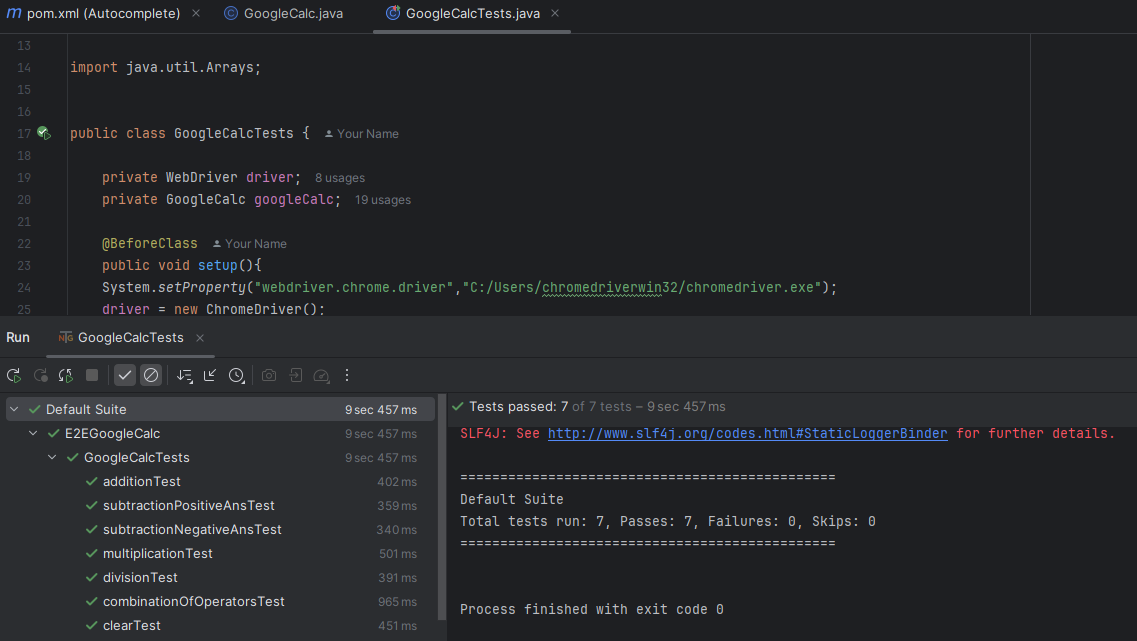 m pom.xml (Autocomplete) × GoogleCalc.java GoogleCalcTests.java ×
13
14 import java.util.Arrays;
15
16
17 public class GoogleCalcTests { Your Name
18
19 private WebDriver driver; 8 usages
20 private GoogleCalc googleCalc; 19 usages
21
22 @BeforeClass Your Name
23 public void setup(){
24 System.setProperty("webdriver.chrome.driver","C:/Users/chromedriverwin32/chromedriver.exe");
25 driver = new ChromeDriver();
Run GoogleCalcTests ×
Default Suite 9 sec 457 ms
E2EGoogleCalc 9 sec 457 ms
GoogleCalcTests 9 sec 457 ms
additionTest 402 ms
subtractionPositiveAnsTest 359 ms
subtractionNegativeAnsTest 340 ms
multiplicationTest 501 ms
divisionTest 391 ms
combinationOfOperatorsTest 965 ms
clearTest 451 ms
Tests passed: 7 of 7 tests – 9 sec 457 ms
SLF4J: See http://www.slf4j.org/codes.html#StaticLoggerBinder for further details.
===============================================
Default Suite
Total tests run: 7, Passes: 7, Failures: 0, Skips: 0
===============================================
Process finished with exit code 0